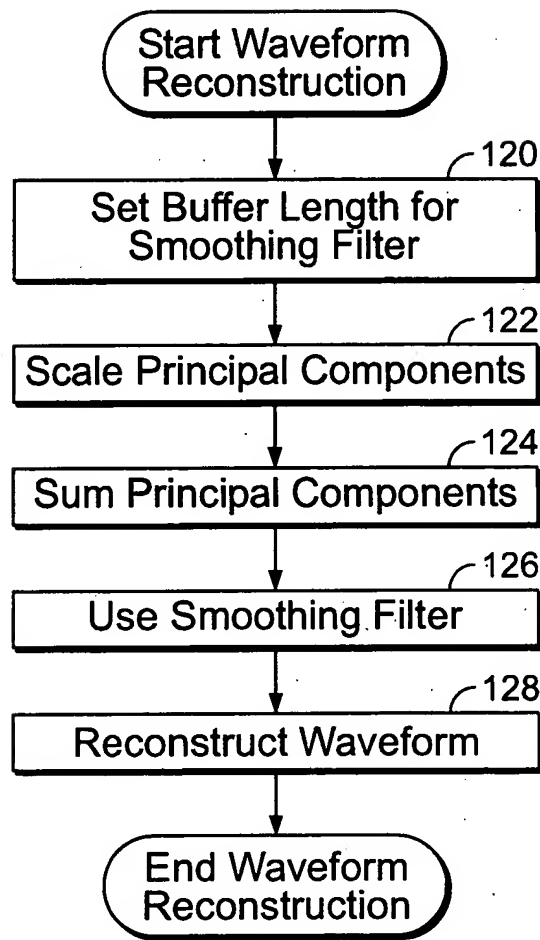 Start Waveform
Reconstruction
120
Set Buffer Length for
Smoothing Filter
122
Scale Principal Components
124
Sum Principal Components
126
Use Smoothing Filter
128
Reconstruct Waveform
End Waveform
Reconstruction